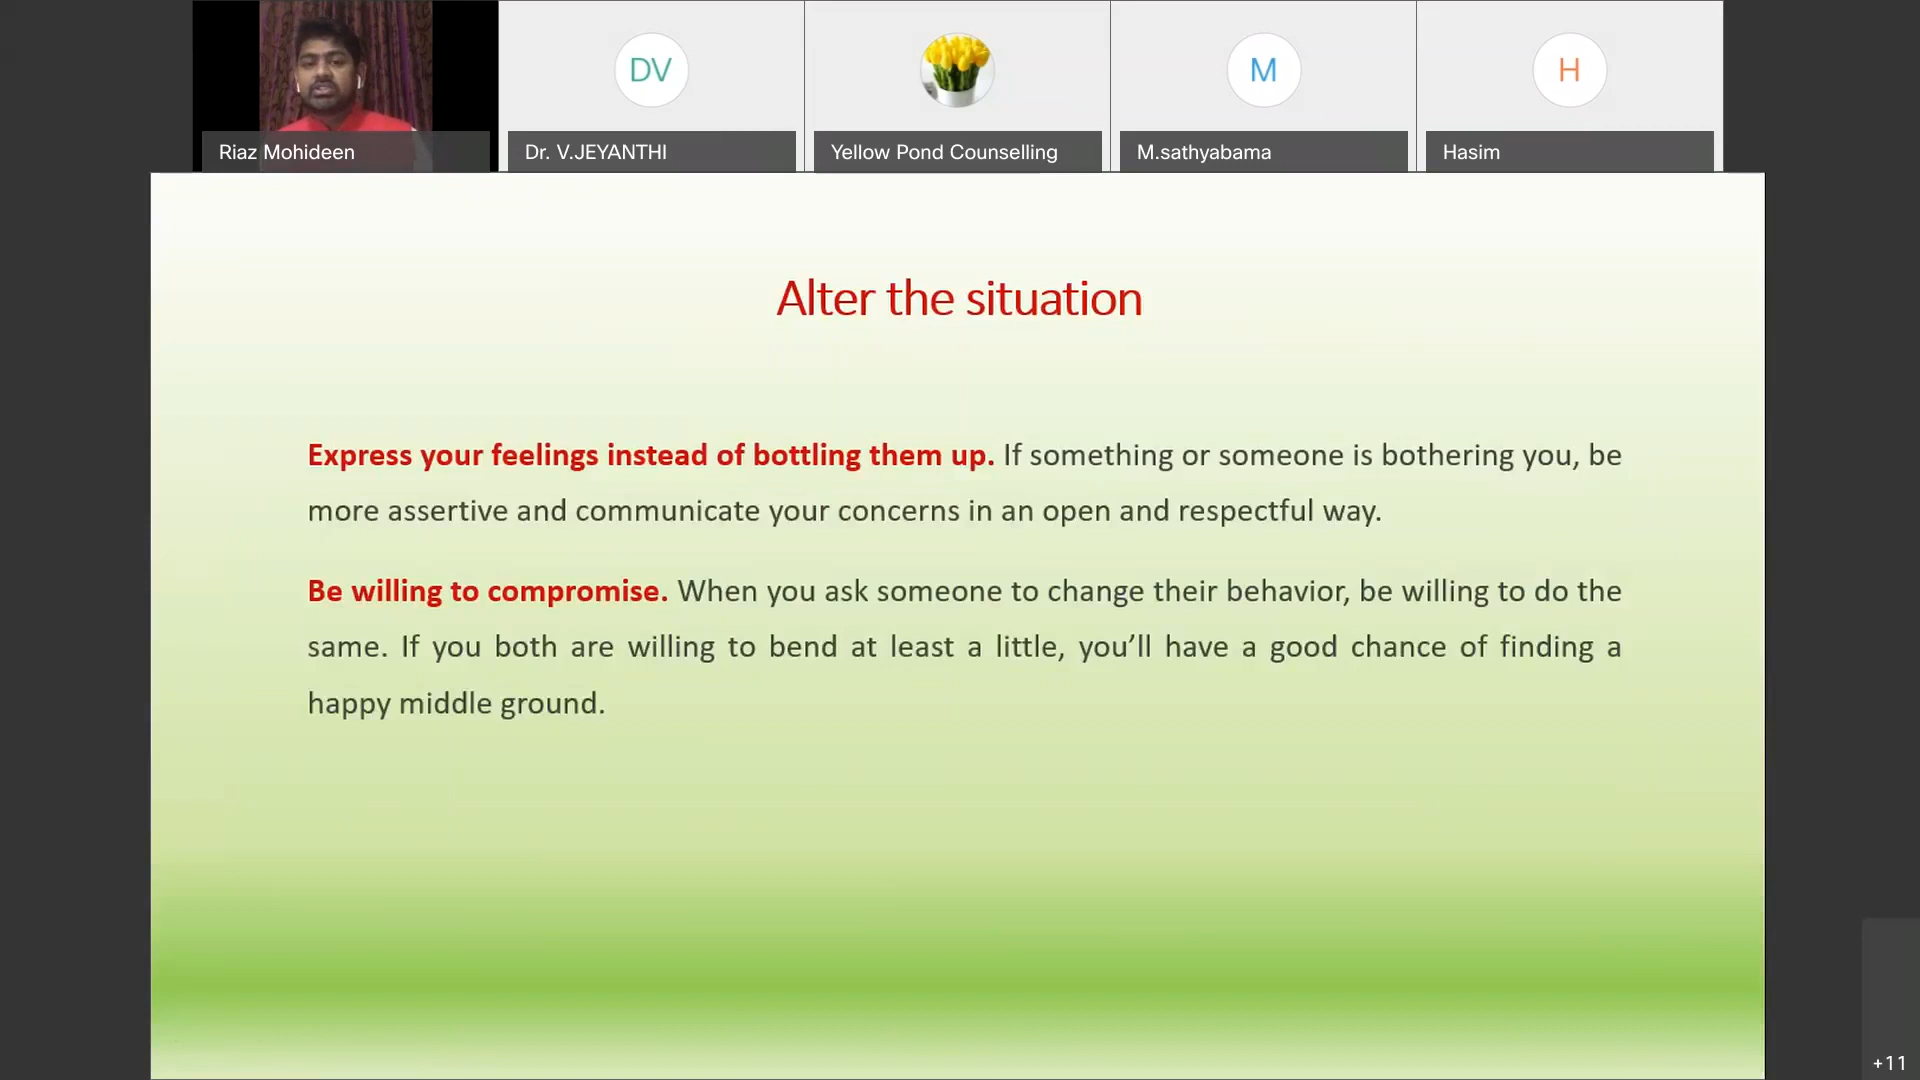 DV
M
H
Riaz Mohideen
Dr. V.JEYANTHI
Yellow Pond Counselling
M.sathyabama
Hasim
Alter the situation
Express your feelings instead of bottling them up. If something or someone is bothering you, be
more assertive and communicate your concerns in an open and respectful way.
Be willing to compromise. When you ask someone to change their behavior, be willing to do the
same. If you both are willing to bend at least a little, you’ll have a good chance of finding a
happy middle ground.
+11